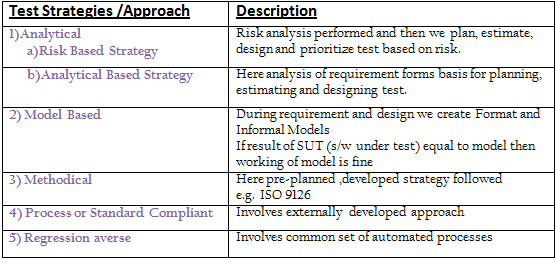 Test Strategies /Approach
Description
1)Analytical
a)Risk Based Strategy
Risk analysis performed and then we plan, estimate,
design and prioritize test based on risk.
b)Analytical Based Strategy
Here analysis of requirement forms basis for planning,
estimating and designing test.
2) Model Based
During requirement and design we create Format and
Informal Models
If result of SUT (s/w under test) equal to model then
working of model is fine
3) Methodical
Here pre-planned ,developed strategy followed
e.g. ISO 9126
4) Process or Standard Compliant
Involves externally developed approach
5) Regression averse
Involves common set of automated processes